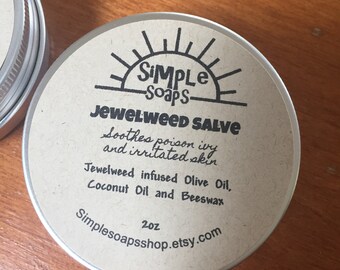 SiMPLE
SOAPS
JEWELWEED SALVE
Soothes poison ivy
and irritated skin
Jewelweed infused Olive Oil,
Coconut Oil and Beeswax
2oz
Simplesoapsshop.etsy.com